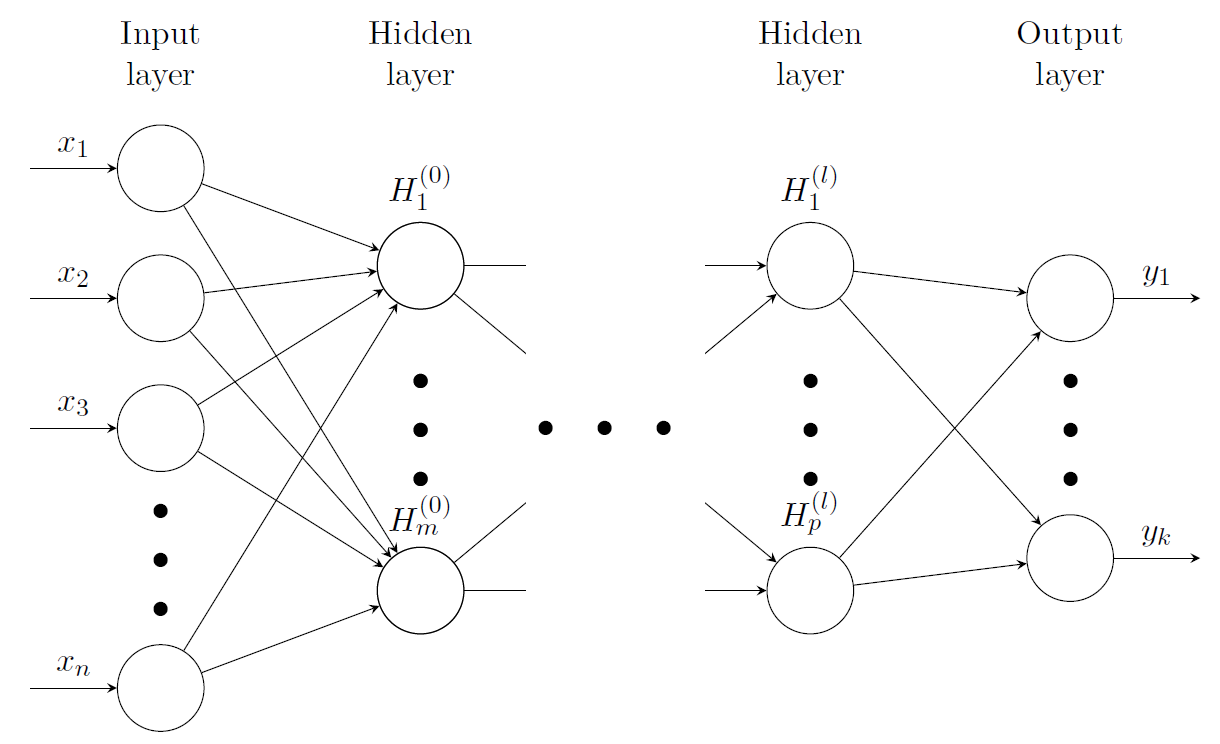 Input
layer
Hidden
layer
Hidden
layer
Output
layer
x₁
x₂
x₃
xₙ
H₁⁽⁰⁾
Hₘ⁽⁰⁾
H₁⁽ˡ⁾
Hₚ⁽ˡ⁾
y₁
yₖ